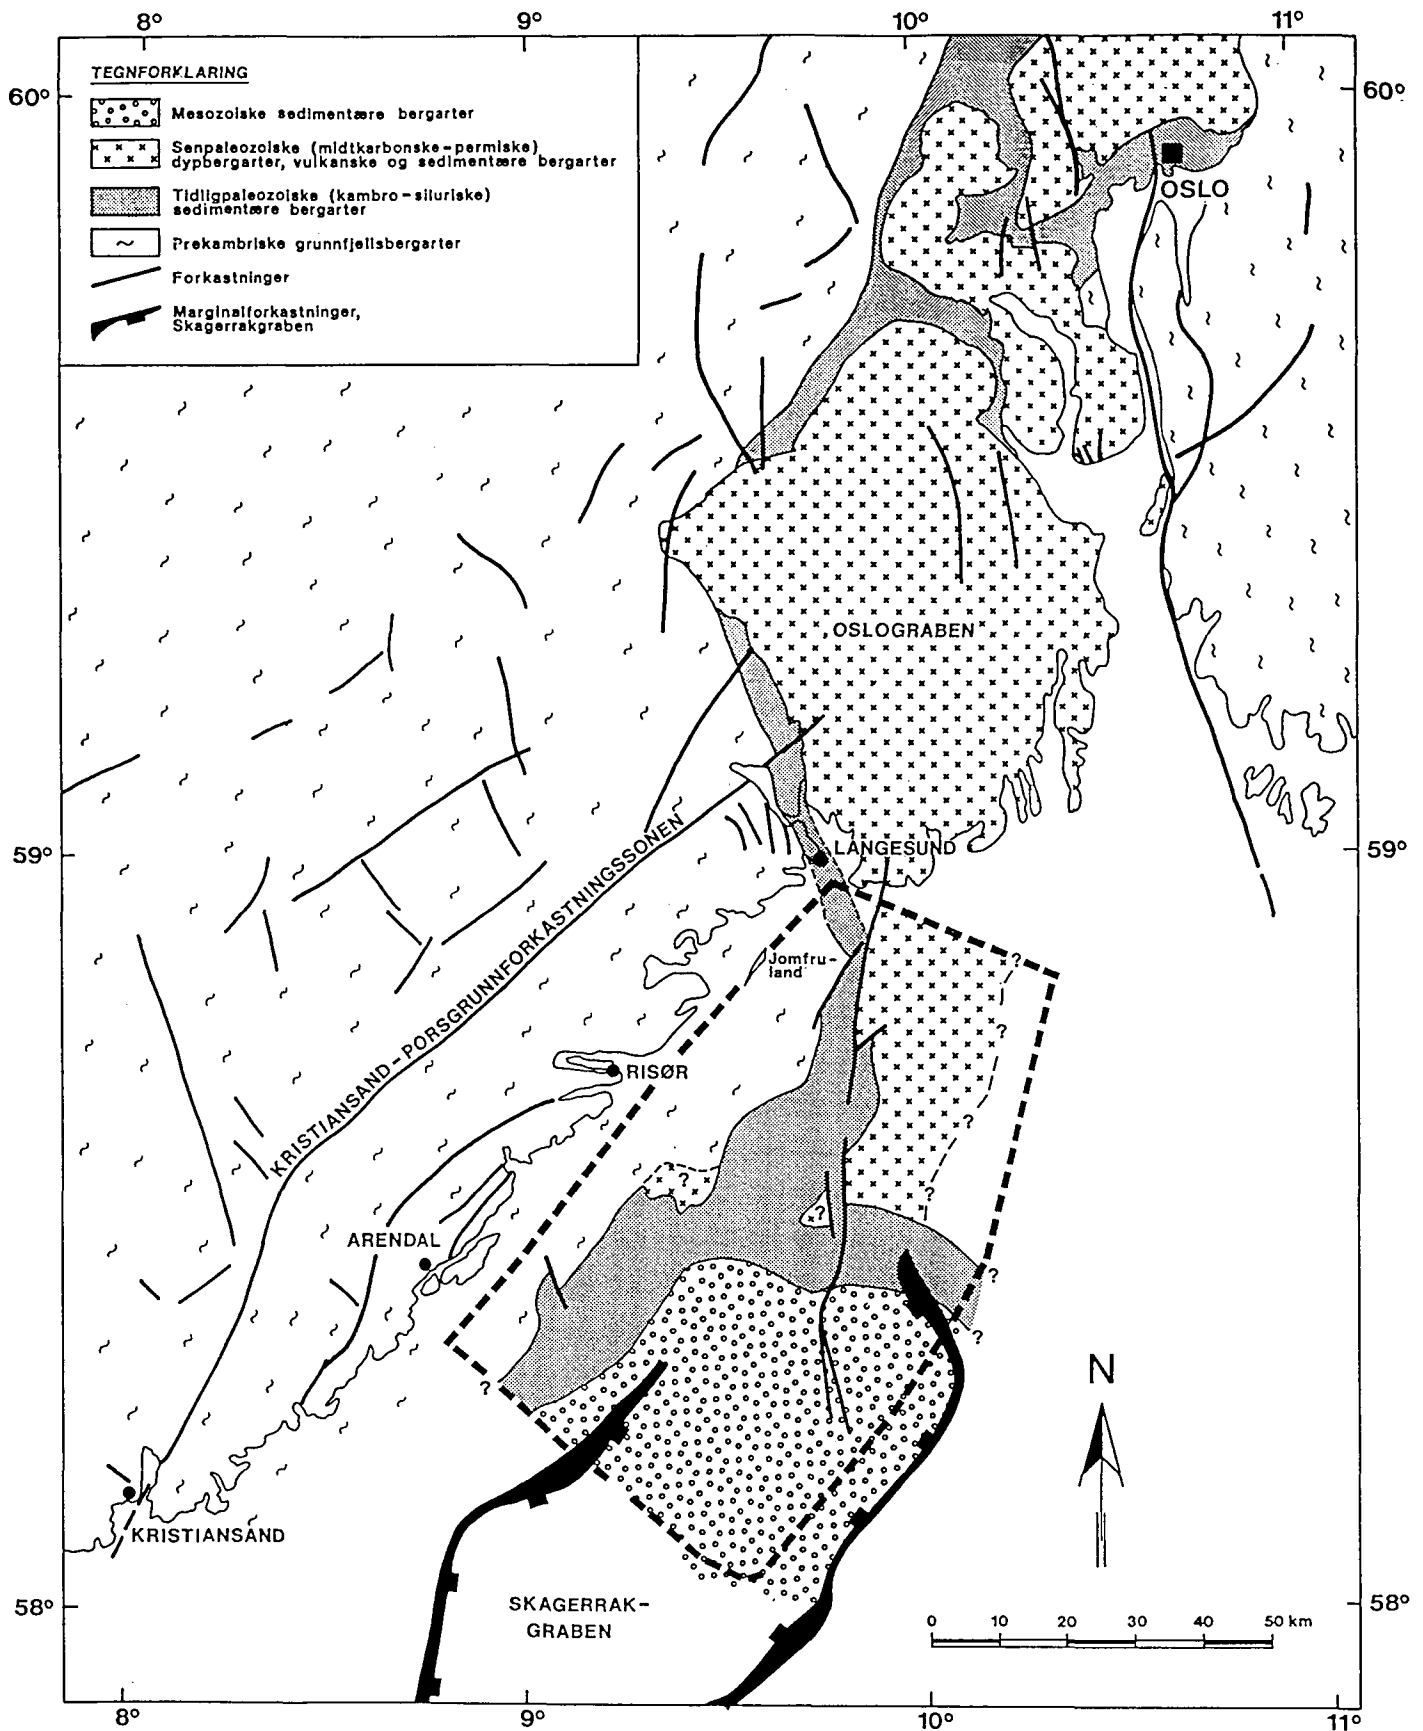 8° 9° 10° 11°
TEGNFORKLARING
Mesozoiske sedimentære bergarter
Senpaleozoiske (midtkarbonske-permiske)
dypbergarter, vulkanske og sedimentære bergarter
Tidligpaleozoiske (kambro-siluriske)
sedimentære bergarter
Prekambriske grunnfjellsbergarter
Forkastninger
Marginalforkastninger,
Skagerrakgraben
60° 60°
OSLO
OSLOGRABEN
59° 59°
LANGESUND
KRISTIANSAND-PORSGRUNNFORKASTNINGSSONEN
Jomfru-
land
?
?
RISØR
?
?
?
?
ARENDAL
?
?
?
N
KRISTIANSAND
58° 58°
SKAGERRAK-
GRABEN
0 10 20 30 40 50 km
8° 9° 10° 11°